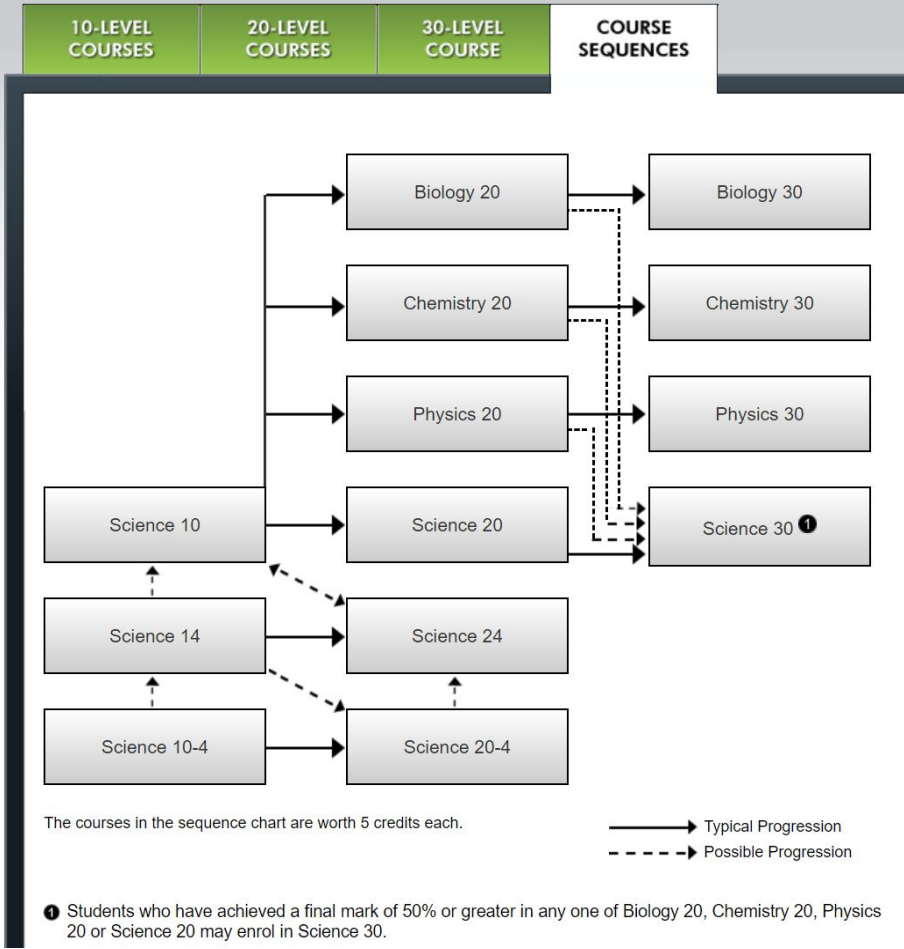 10-LEVEL
COURSES
20-LEVEL
COURSES
30-LEVEL
COURSE
COURSE
SEQUENCES
Biology 20
Biology 30
Chemistry 20
Chemistry 30
Physics 20
Physics 30
Science 10
Science 20
Science 30 ❶
Science 14
Science 24
Science 10-4
Science 20-4
The courses in the sequence chart are worth 5 credits each.
Typical Progression
Possible Progression
❶ Students who have achieved a final mark of 50% or greater in any one of Biology 20, Chemistry 20, Physics
20 or Science 20 may enrol in Science 30.